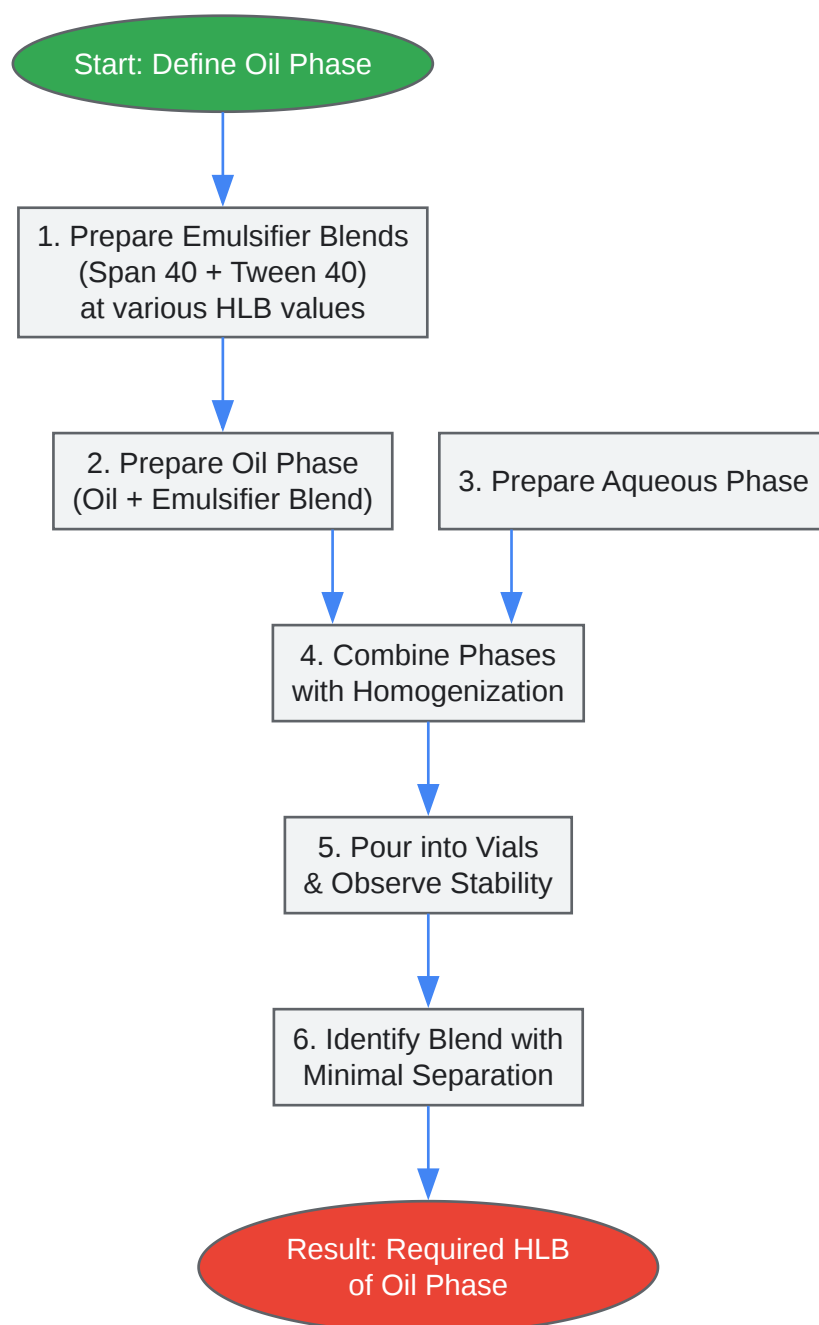 Start: Define Oil Phase
1. Prepare Emulsifier Blends
(Span 40 + Tween 40)
at various HLB values
2. Prepare Oil Phase
(Oil + Emulsifier Blend)
3. Prepare Aqueous Phase
4. Combine Phases
with Homogenization
5. Pour into Vials
& Observe Stability
6. Identify Blend with
Minimal Separation
Result: Required HLB
of Oil Phase